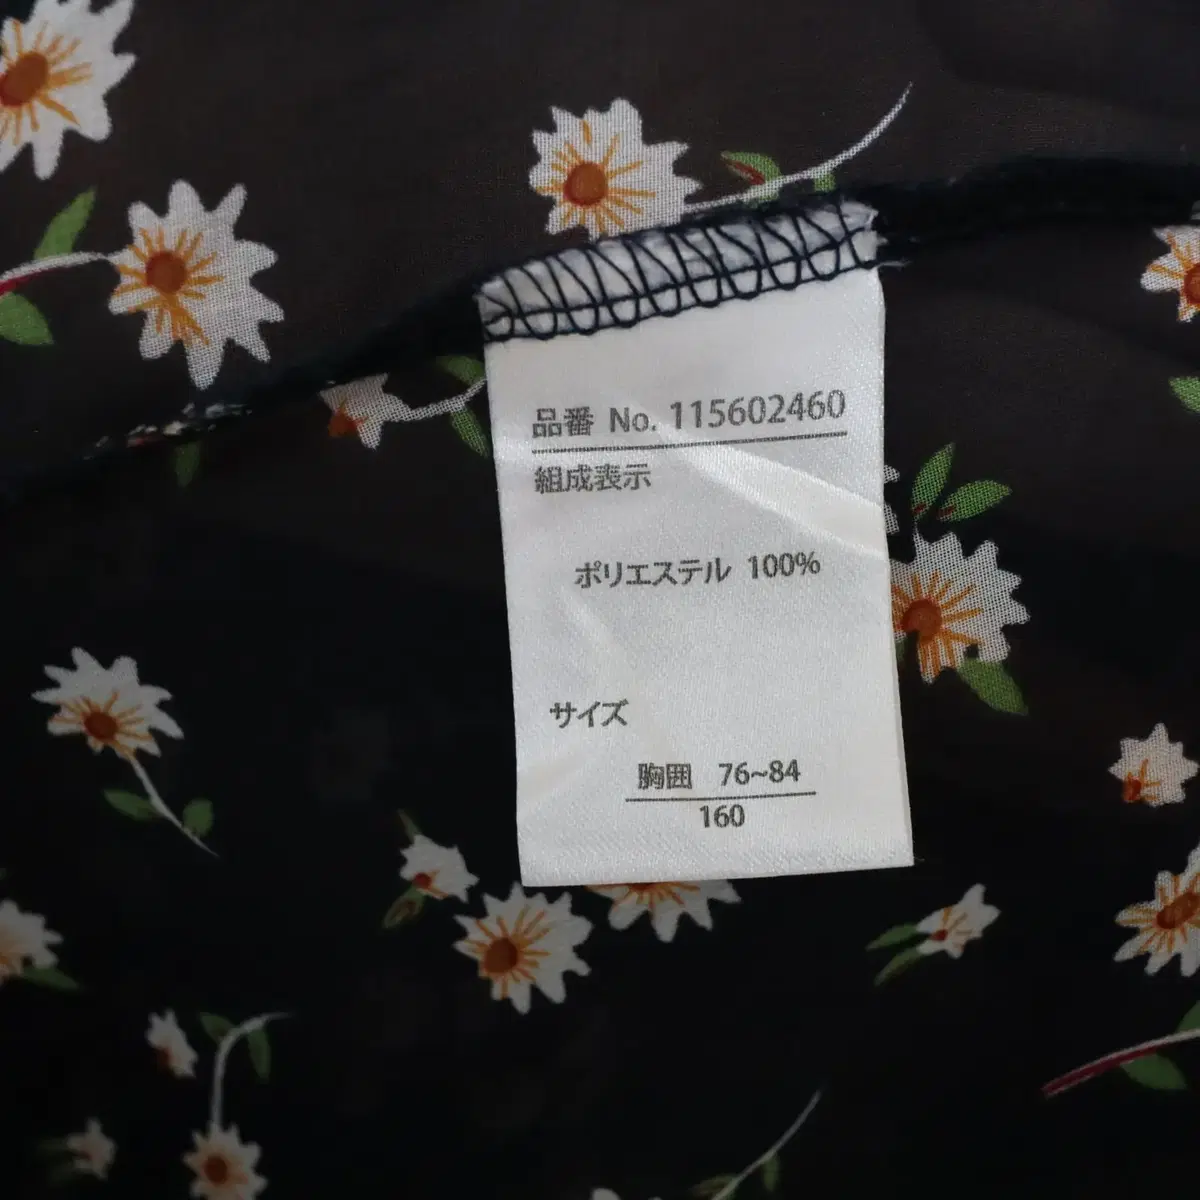 品番 No. 115602460
組成表示
ポリエステル 100%
サイズ
胸囲 76~84
160